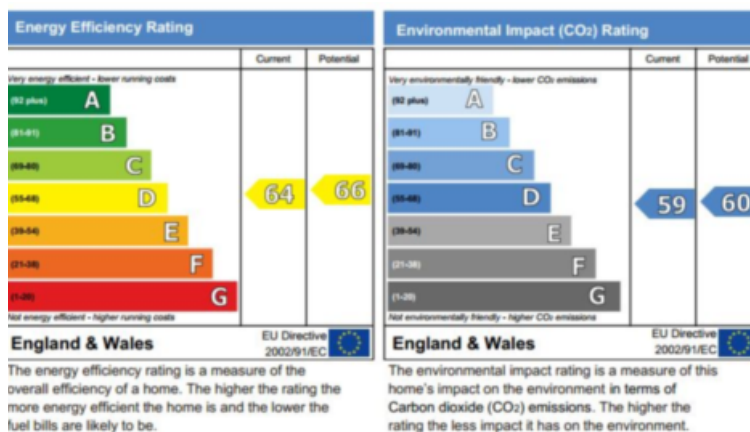 Energy Efficiency Rating
Current Potential
Very energy efficient - lower running costs
(92 plus) A
(81-91) B
(69-80) C
(55-68) D
(39-54) E
(21-38) F
(1-20) G
64
66
Not energy efficient - higher running costs
England & Wales
EU Directive
2002/91/EC
The energy efficiency rating is a measure of the
overall efficiency of a home. The higher the rating the
more energy efficient the home is and the lower the
fuel bills are likely to be.
Environmental Impact (CO₂) Rating
Current Potential
Very environmentally friendly - lower CO₂ emissions
(92 plus) A
(81-91) B
(69-80) C
(55-68) D
(39-54) E
(21-38) F
(1-20) G
59
60
Not environmentally friendly - higher CO₂ emissions
England & Wales
EU Directive
2002/91/EC
The environmental impact rating is a measure of this
home's impact on the environment in terms of
Carbon dioxide (CO₂) emissions. The higher the
rating the less impact it has on the environment.